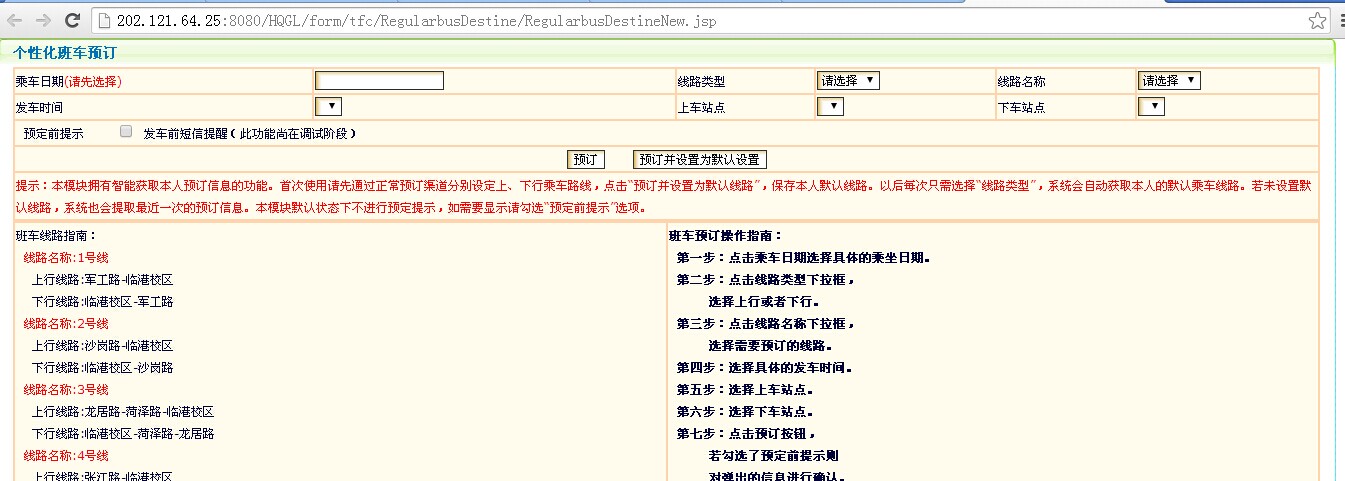 202.121.64.25:8080/HQGL/form/tfc/RegularbusDestine/RegularbusDestineNew.jsp
个性化班车预订
乘车日期(请先选择) 线路类型 请选择 线路名称 请选择
发车时间 上车站点 下车站点
预定前提示 发车前短信提醒(此功能尚在调试阶段)
预订 预订并设置为默认设置
提示:本模块拥有智能获取本人预订信息的功能。首次使用请先通过正常预订渠道分别设定上、下行乘车路线,点击"预订并设置为默认线路",保存本人默认线路。以后每次只需选择"线路类型",系统会自动获取本人的默认乘车线路。若未设置默
认线路,系统也会提取最近一次的预订信息。本模块默认状态下不进行预定提示,如需要显示请勾选"预定前提示"选项。
班车线路指南:
线路名称:1号线
上行线路:军工路-临港校区
下行线路:临港校区-军工路
线路名称:2号线
上行线路:沙岗路-临港校区
下行线路:临港校区-沙岗路
线路名称:3号线
上行线路:龙居路-菏泽路-临港校区
下行线路:临港校区-菏泽路-龙居路
线路名称:4号线
上行线路:张江路-临港校区
班车预订操作指南:
第一步:点击乘车日期选择具体的乘坐日期。
第二步:点击线路类型下拉框,
选择上行或者下行。
第三步:点击线路名称下拉框,
选择需要预订的线路。
第四步:选择具体的发车时间。
第五步:选择上车站点。
第六步:选择下车站点。
第七步:点击预订按钮,
若勾选了预定前提示则
对弹出的信息进行确认。